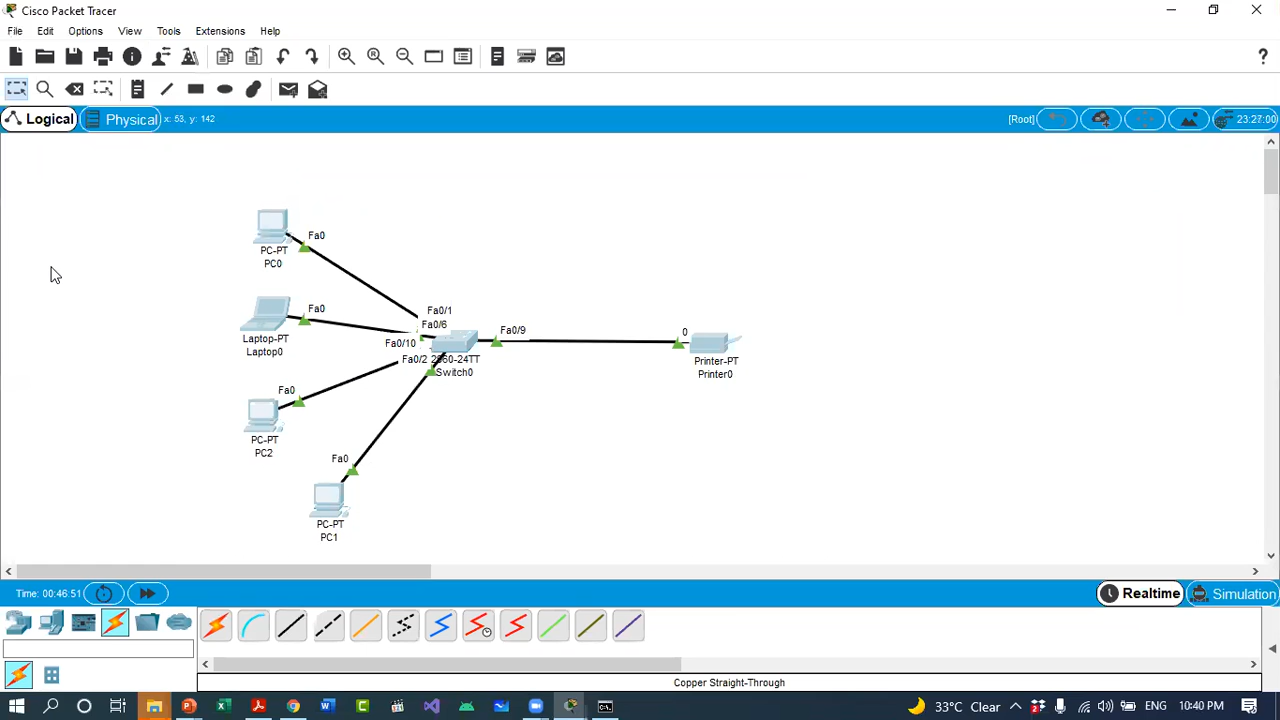 Cisco Packet Tracer
File Edit Options View Tools Extensions Help
?
Logical Physical x: 53, y: 142 [Root] 23:27:00
PC-PT
PC0
Fa0
Laptop-PT
Laptop0
Fa0
PC-PT
PC2
Fa0
PC-PT
PC1
Fa0
Fa0/1
Fa0/6
Fa0/10
Fa0/2 2960-24TT
Switch0
Fa0/9
0
Printer-PT
Printer0
Time: 00:46:51 Realtime Simulation
Copper Straight-Through
33°C Clear ENG 10:40 PM